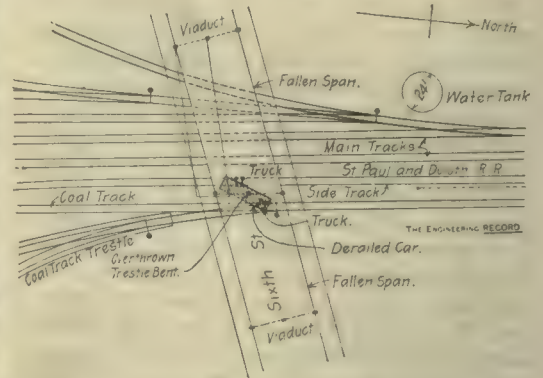 Viaduct
North
Fallen Span.
24'
Water Tank
Main Tracks
Truck
St. Paul and Duluth R R
Coal Track
Side Track
Truck.
THE ENGINEERING RECORD
Coal Track Trestle
Overthrown
Trestle Bent.
St
Derailed Car.
Sixth
Fallen Span.
Viaduct